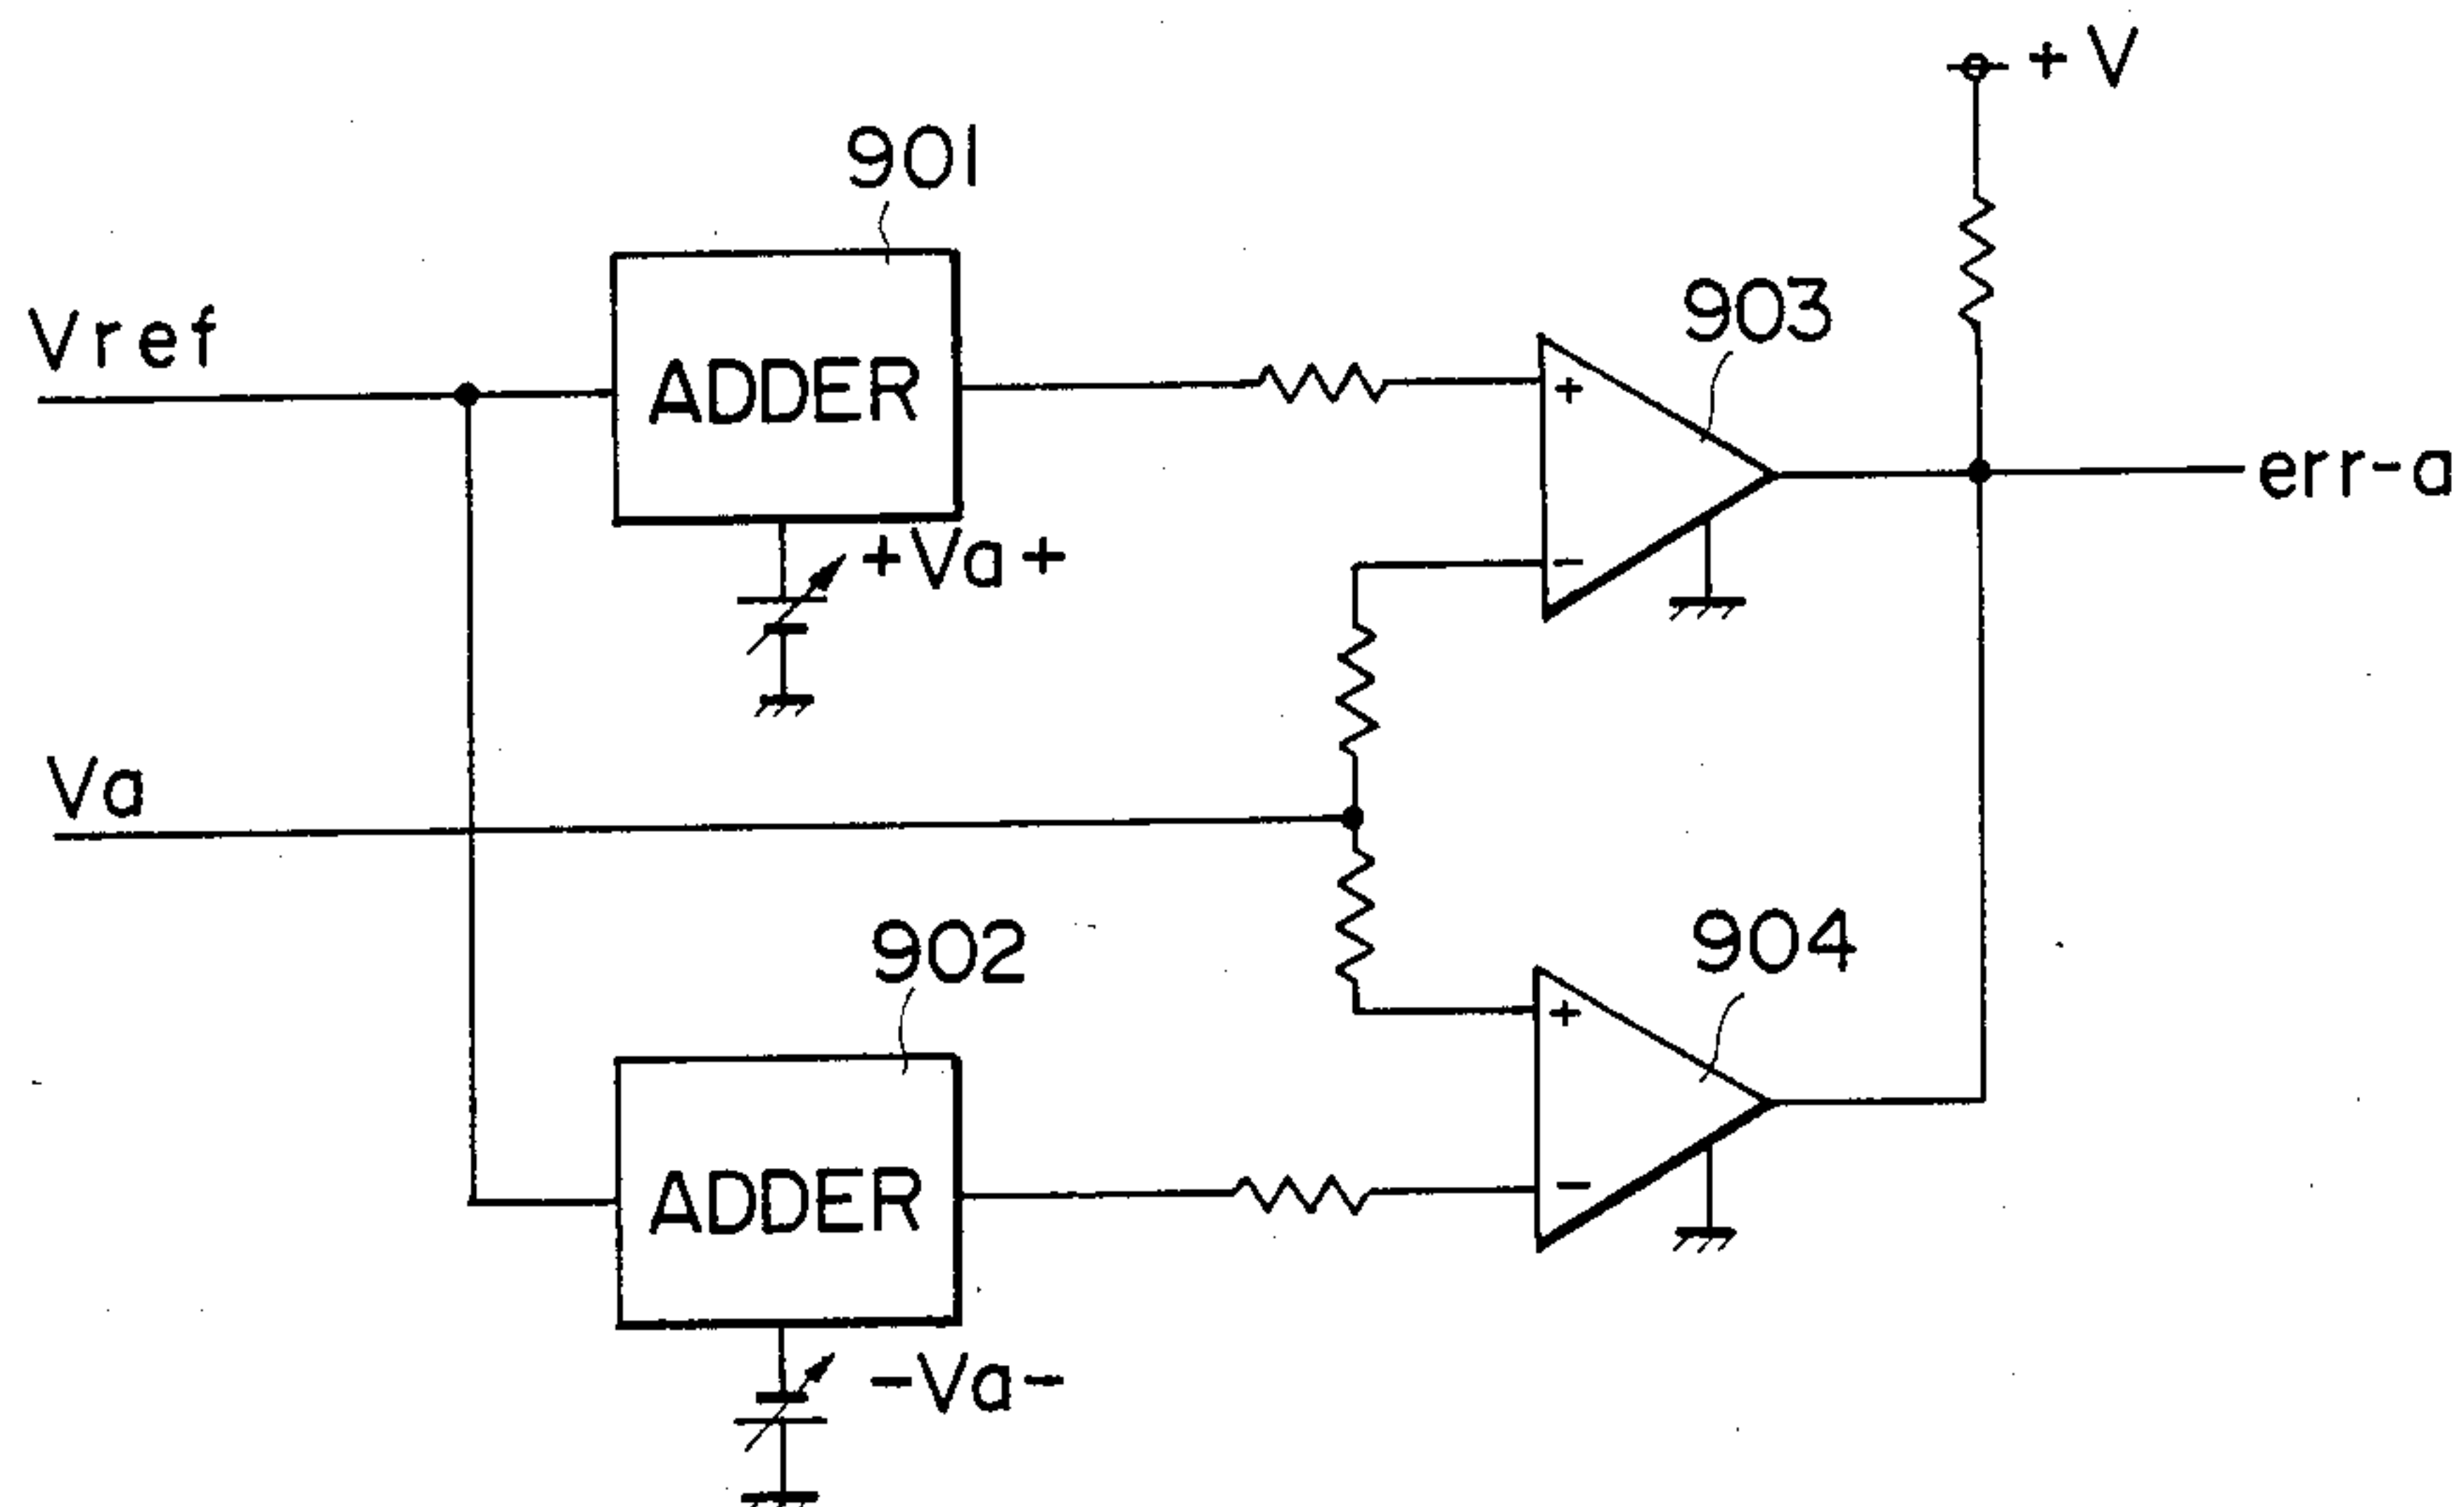 +V
901
Vref
ADDER
903
+
err-a
+Va+
-
Va
902
904
+
ADDER
-
-Va-